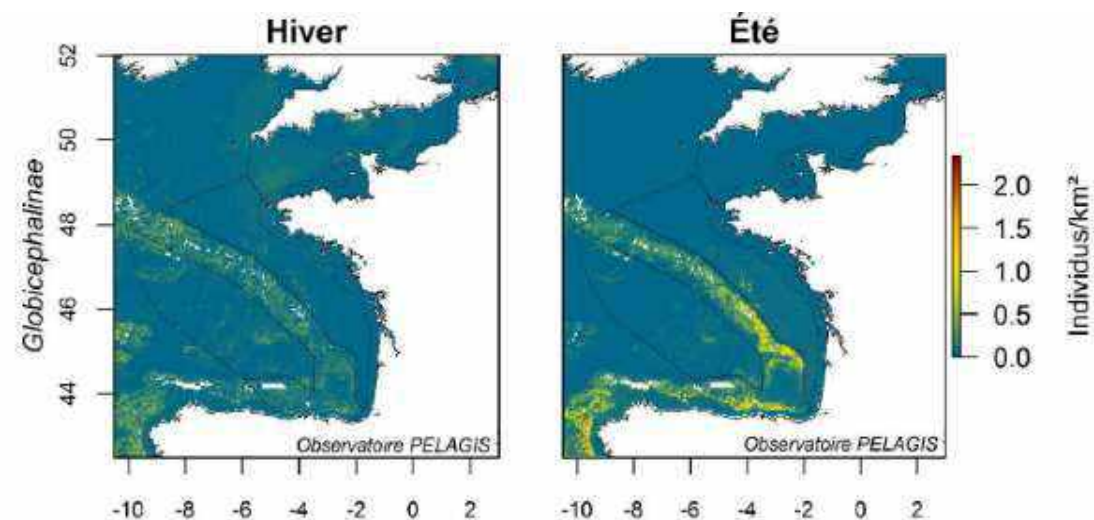 Hiver
Été
52
50
48
46
44
Globicephalinae
Observatoire PELAGIS
Observatoire PELAGIS
2.0
1.5
1.0
0.5
0.0
Individus/km²
-10 -8 -6 -4 -2 0 2
-10 -8 -6 -4 -2 0 2